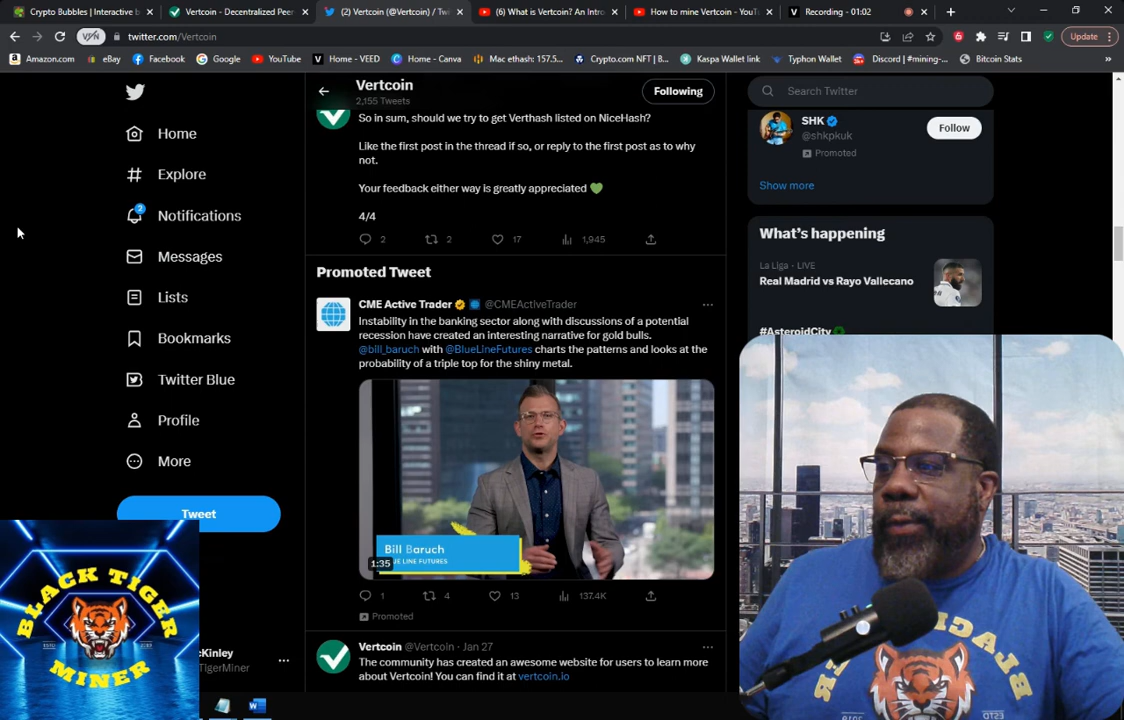 Crypto Bubbles | Interactive b
Vertcoin - Decentralized Peer
(2) Vertcoin (@Vertcoin) / Twi
(6) What is Vertcoin? An Intro
How to mine Vertcoin - YouTu
Recording - 01:02
VPN
twitter.com/Vertcoin
Update
Amazon.com
eBay
Facebook
Google
YouTube
Home - VEED
Home - Canva
Mac ethash: 157.5...
Crypto.com NFT | B...
Kaspa Wallet link
Typhon Wallet
Discord | #mining-...
Bitcoin Stats
Home
Explore
2
Notifications
Messages
Lists
Bookmarks
Twitter Blue
Profile
More
Tweet
cKinley
TigerMiner
BLACK TIGER
MINER
Vertcoin
2,155 Tweets
Following
So in sum, should we try to get Verthash listed on NiceHash?
Like the first post in the thread if so, or reply to the first post as to why
not.
Your feedback either way is greatly appreciated
4/4
2
2
17
1,945
Promoted Tweet
CME Active Trader @CMEActiveTrader
Instability in the banking sector along with discussions of a potential
recession have created an interesting narrative for gold bulls.
@bill_baruch with @BlueLineFutures charts the patterns and looks at the
probability of a triple top for the shiny metal.
Bill Baruch
UE LINE FUTURES
1:35
1
4
13
137.4K
Promoted
Vertcoin @Vertcoin · Jan 27
The community has created an awesome website for users to learn more
about Vertcoin! You can find it at vertcoin.io
Search Twitter
SHK
@shkpkuk
Promoted
Follow
Show more
What's happening
La Liga · LIVE
Real Madrid vs Rayo Vallecano
#AsteroidCity